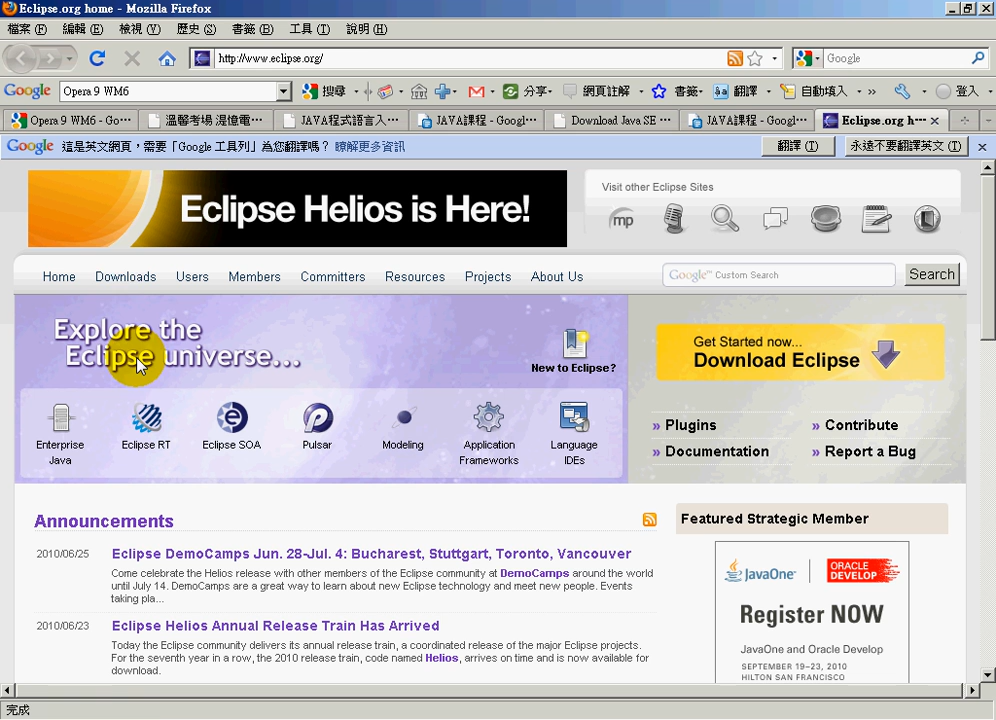 Eclipse.org home - Mozilla Firefox
檔案(F) 編輯(E) 檢視(V) 歷史(S) 書籤(B) 工具(T) 說明(H)
http://www.eclipse.org/ Google
Google Opera 9 WM6 搜尋 分享 網頁註解 書籤 翻譯 自動填入 » 登入
Opera 9 WM6 - Go⋯ 溫馨考場 JAVA程式語言入⋯ JAVA課程 - Googl⋯ Download Java SE ⋯ JAVA課程 - Googl⋯ Eclipse.org h⋯
Google 這是英文網頁,需要「Google 工具列」為您翻譯嗎? 瞭解更多資訊 翻譯(I) 永遠不要翻譯英文(I)
Eclipse Helios is Here!
Visit other Eclipse Sites
mp
Home Downloads Users Members Committers Resources Projects About Us Google™ Custom Search Search
Explore the
Eclipse universe...
New to Eclipse?
Get Started now...
Download Eclipse
Enterprise Java
Eclipse RT
Eclipse SOA
Pulsar
Modeling
Application Frameworks
Language IDEs
» Plugins » Contribute
» Documentation » Report a Bug
Announcements
2010/06/25 Eclipse DemoCamps Jun. 28-Jul. 4: Bucharest, Stuttgart, Toronto, Vancouver
Come celebrate the Helios release with other members of the Eclipse community at DemoCamps around the world
until July 14. DemoCamps are a great way to learn about new Eclipse technology and meet new people. Events
taking pla...
2010/06/23 Eclipse Helios Annual Release Train Has Arrived
Today the Eclipse community delivers its annual release train, a coordinated release of the major Eclipse projects.
For the seventh year in a row, the 2010 release train, code named Helios, arrives on time and is now available for
download.
Featured Strategic Member
JavaOne ORACLE DEVELOP
Register NOW
JavaOne and Oracle Develop
SEPTEMBER 19–23, 2010
HILTON SAN FRANCISCO
完成